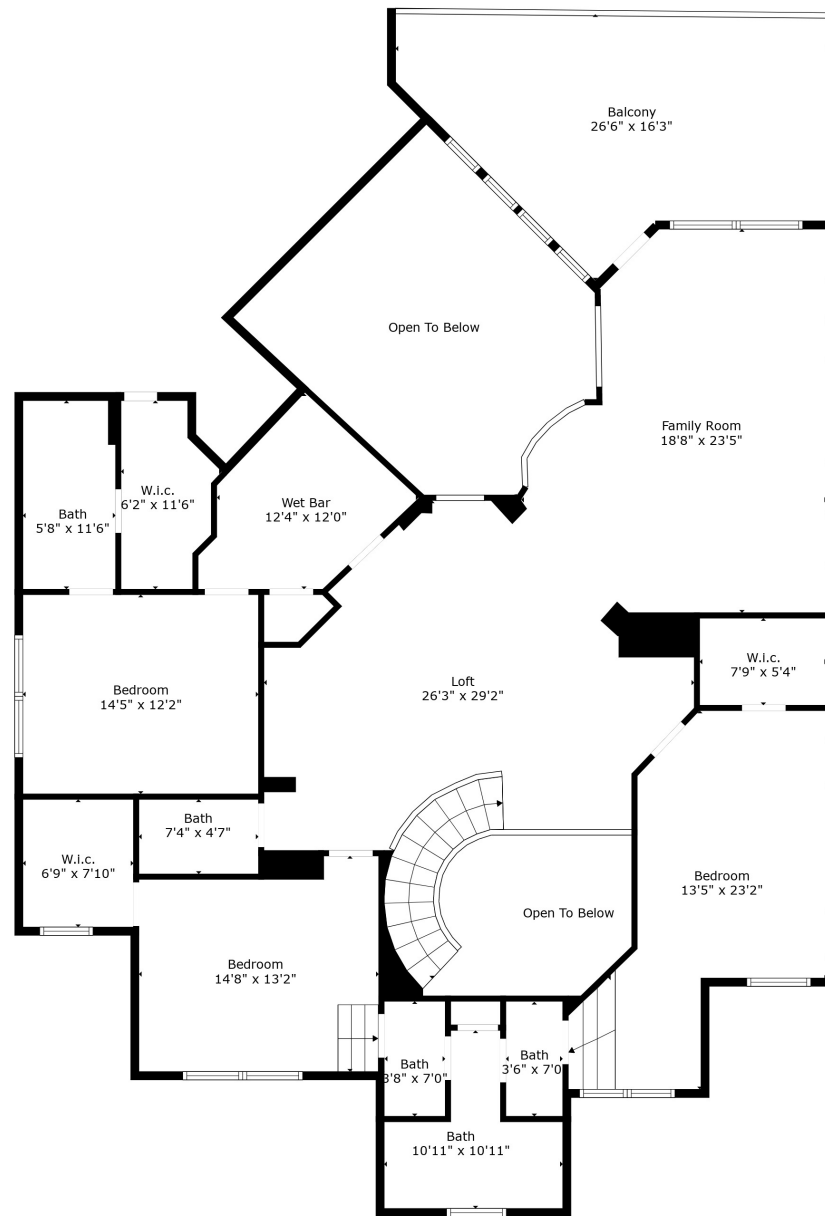 Balcony
26'6" x 16'3"
Open To Below
Family Room
18'8" x 23'5"
W.i.c.
6'2" x 11'6"
Wet Bar
12'4" x 12'0"
Bath
5'8" x 11'6"
W.i.c.
7'9" x 5'4"
Loft
26'3" x 29'2"
Bedroom
14'5" x 12'2"
Bath
7'4" x 4'7"
W.i.c.
6'9" x 7'10"
Bedroom
13'5" x 23'2"
Open To Below
Bedroom
14'8" x 13'2"
Bath
3'8" x 7'0"
Bath
3'6" x 7'0"
Bath
10'11" x 10'11"